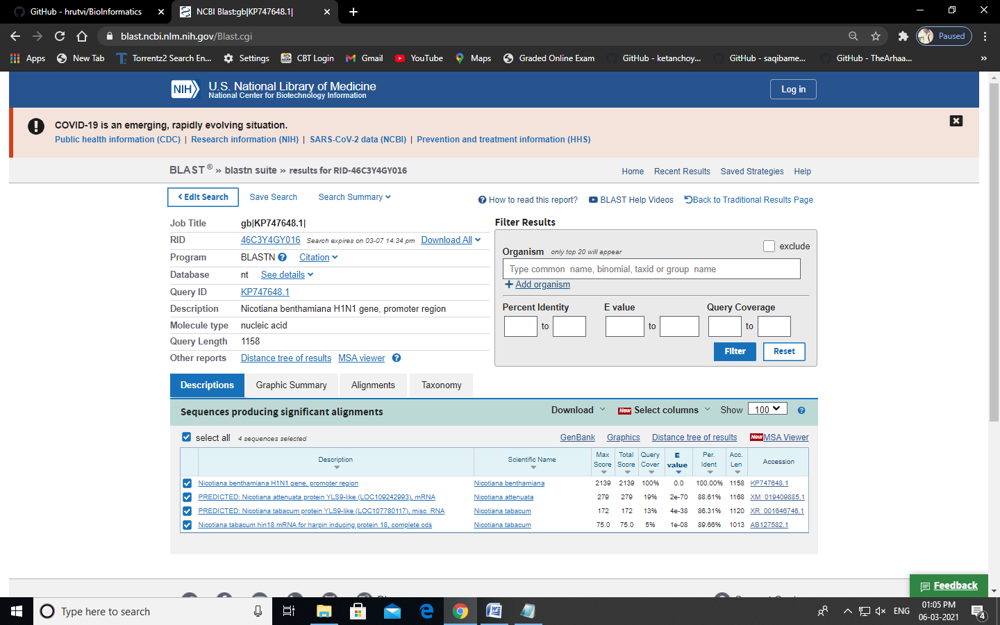 GitHub - hrutvi/BioInformatics
NCBI Blast:gb|KP747648.1|
blast.ncbi.nlm.nih.gov/Blast.cgi
Paused
Apps
New Tab
Torrentz2 Search En...
Settings
CBT Login
Gmail
YouTube
Maps
Graded Online Exam
GitHub - ketanchoy...
GitHub - saqibame...
GitHub - TheArhaa...
»
NIH
U.S. National Library of Medicine
National Center for Biotechnology Information
Log in
COVID-19 is an emerging, rapidly evolving situation.
Public health information (CDC) | Research information (NIH) | SARS-CoV-2 data (NCBI) | Prevention and treatment information (HHS)
BLAST ® » blastn suite » results for RID-46C3Y4GY016
Home Recent Results Saved Strategies Help
Edit Search Save Search Search Summary
How to read this report? BLAST Help Videos Back to Traditional Results Page
Job Title gb|KP747648.1|
RID 46C3Y4GY016 Search expires on 03-07 14:34 pm Download All
Program BLASTN Citation
Database nt See details
Query ID KP747648.1
Description Nicotiana benthamiana H1N1 gene, promoter region
Molecule type nucleic acid
Query Length 1158
Other reports Distance tree of results MSA viewer
Filter Results
Organism only top 20 will appear exclude
Type common name, binomial, taxid or group name
Add organism
Percent Identity E value Query Coverage
to to to
Filter Reset
Descriptions Graphic Summary Alignments Taxonomy
Sequences producing significant alignments Download New Select columns Show 100
select all 4 sequences selected GenBank Graphics Distance tree of results New MSA Viewer
Description Scientific Name Max Score Total Score Query Cover E value Per. Ident Acc. Len Accession
Nicotiana benthamiana H1N1 gene, promoter region Nicotiana benthamiana 2139 2139 100% 0.0 100.00% 1158 KP747648.1
PREDICTED: Nicotiana attenuata protein YLS9-like (LOC109242993), mRNA Nicotiana attenuata 279 279 19% 2e-70 88.61% 1168 XM_019409885.1
PREDICTED: Nicotiana tabacum protein YLS9-like (LOC107780117), misc_RNA Nicotiana tabacum 172 172 13% 4e-38 86.31% 1120 XR_001646746.1
Nicotiana tabacum hin18 mRNA for harpin inducing protein 18, complete cds Nicotiana tabacum 75.0 75.0 5% 1e-08 89.66% 1013 AB127582.1
Feedback
Type here to search
ENG
01:05 PM
06-03-2021
4